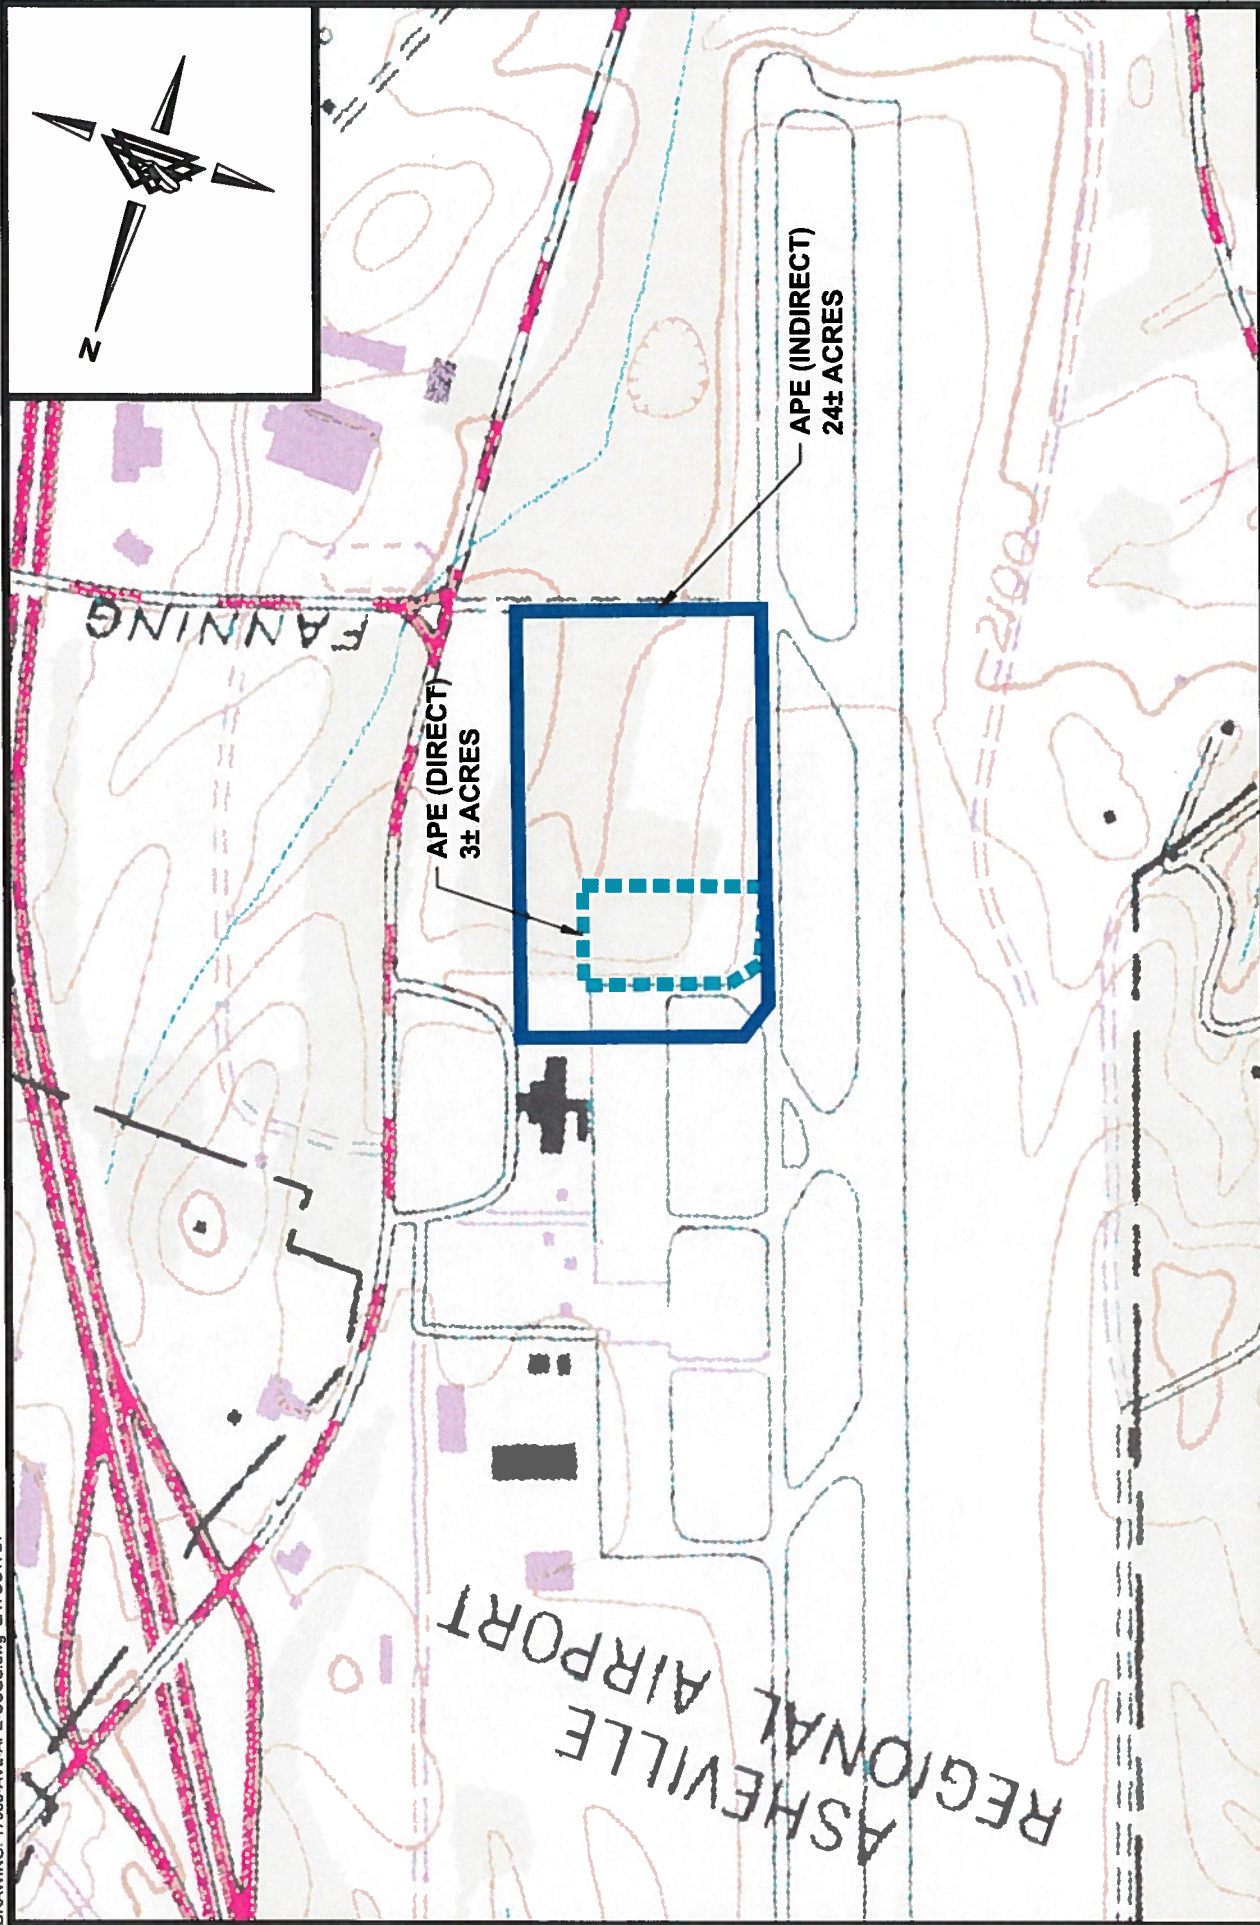 N
FANNING
APE (INDIRECT)
24± ACRES
APE (DIRECT)
3± ACRES
2100
ASHEVILLE
REGIONAL AIRPORT